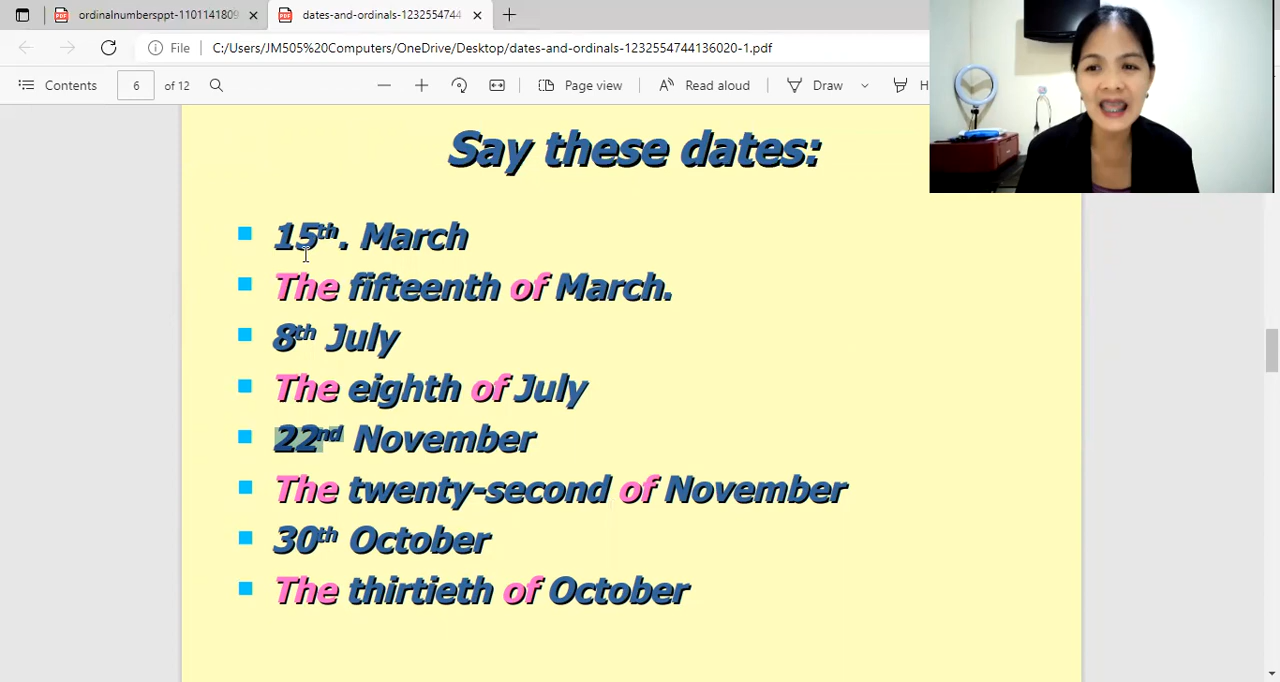 ordinalnumbersppt-1101141809
dates-and-ordinals-1232554744
File
C:/Users/JM505%20Computers/OneDrive/Desktop/dates-and-ordinals-1232554744136020-1.pdf
Contents
6
of 12
Page view
Read aloud
Draw
H
Say these dates:
15th. March
The fifteenth of March.
8th July
The eighth of July
22nd November
The twenty-second of November
30th October
The thirtieth of October